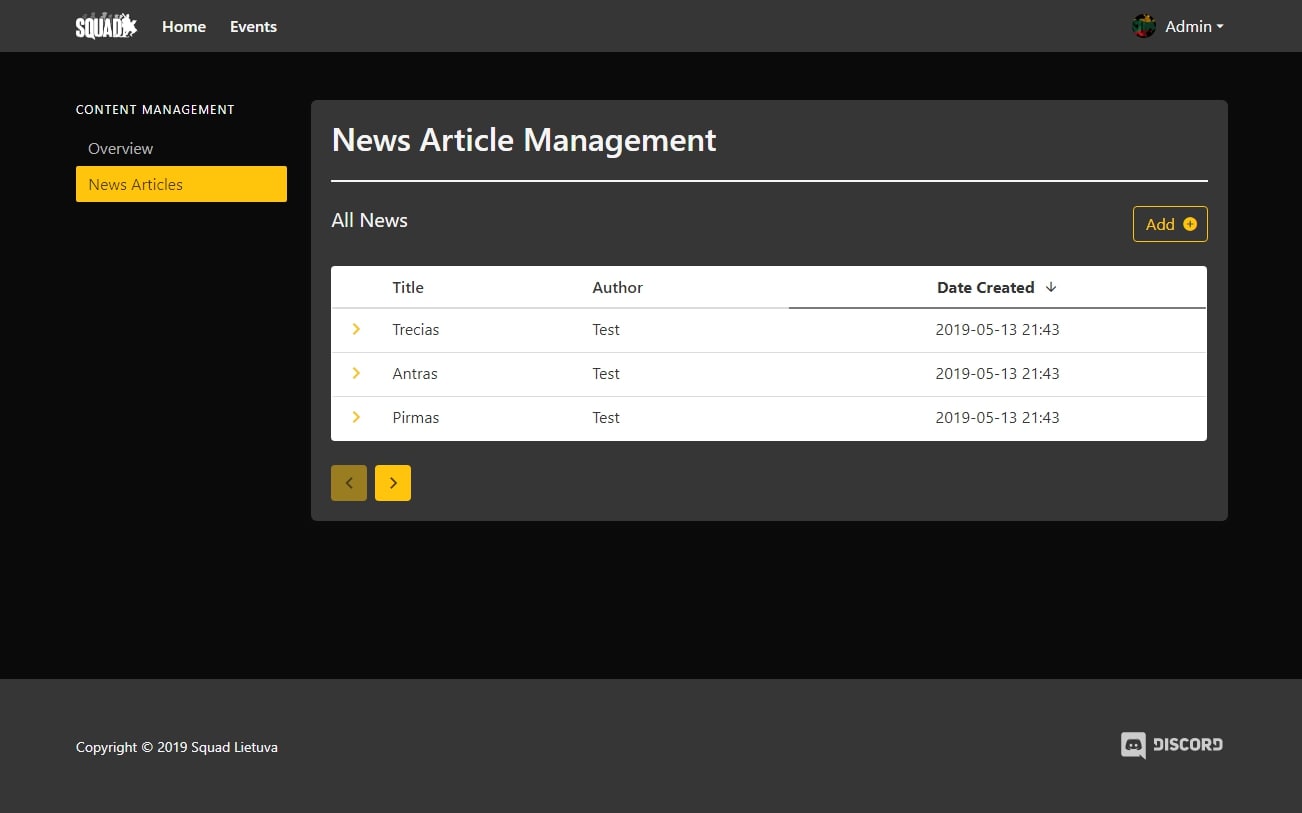 SQUAD Home Events Admin
CONTENT MANAGEMENT
Overview
News Articles
News Article Management
All News
Add
Title Author Date Created
Trecias Test 2019-05-13 21:43
Antras Test 2019-05-13 21:43
Pirmas Test 2019-05-13 21:43
Copyright © 2019 Squad Lietuva
DISCORD